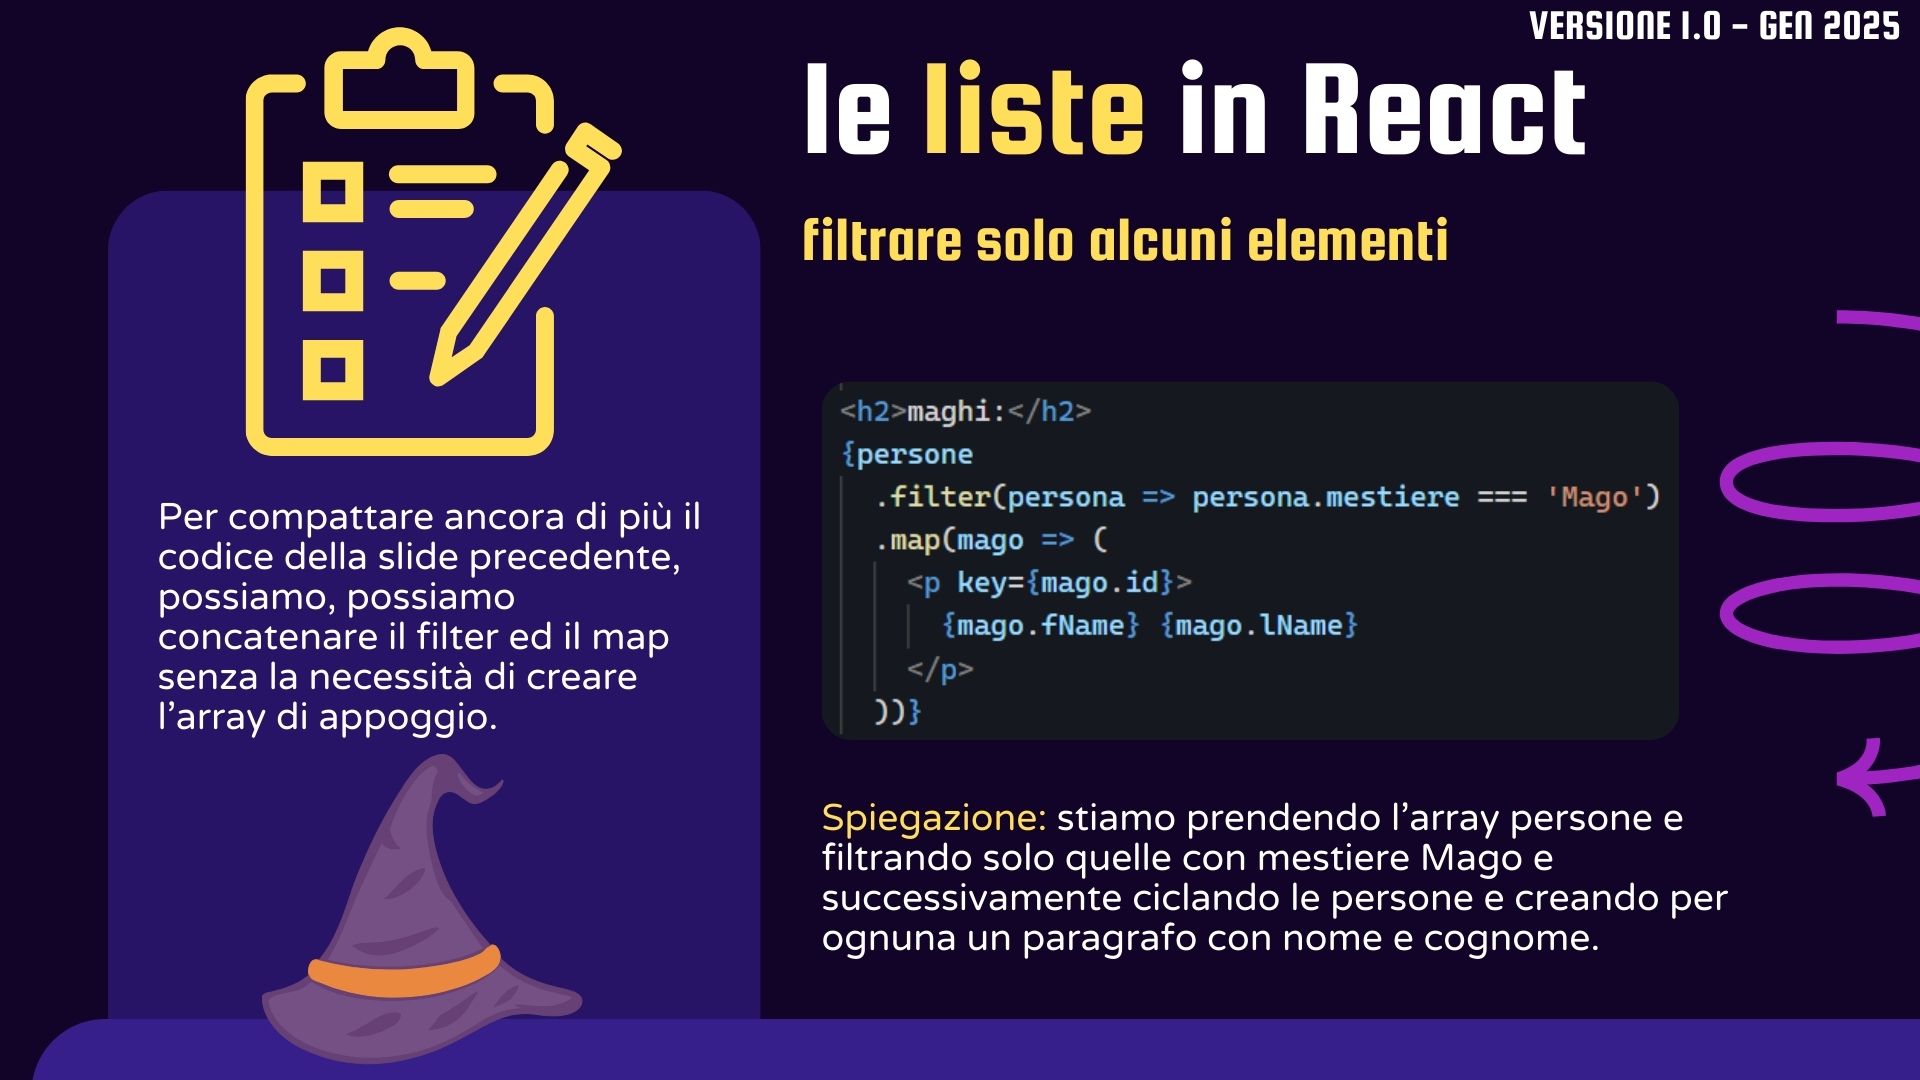 VERSIONE 1.0 - GEN 2025
le liste in React
filtrare solo alcuni elementi
Per compattare ancora di più il
codice della slide precedente,
possiamo, possiamo
concatenare il filter ed il map
senza la necessità di creare
l'array di appoggio.
<h2>maghi:</h2>
{persone
  .filter(persona => persona.mestiere === 'Mago')
  .map(mago => (
    <p key={mago.id}>
      {mago.fName} {mago.lName}
    </p>
  ))}
Spiegazione: stiamo prendendo l'array persone e
filtrando solo quelle con mestiere Mago e
successivamente ciclando le persone e creando per
ognuna un paragrafo con nome e cognome.